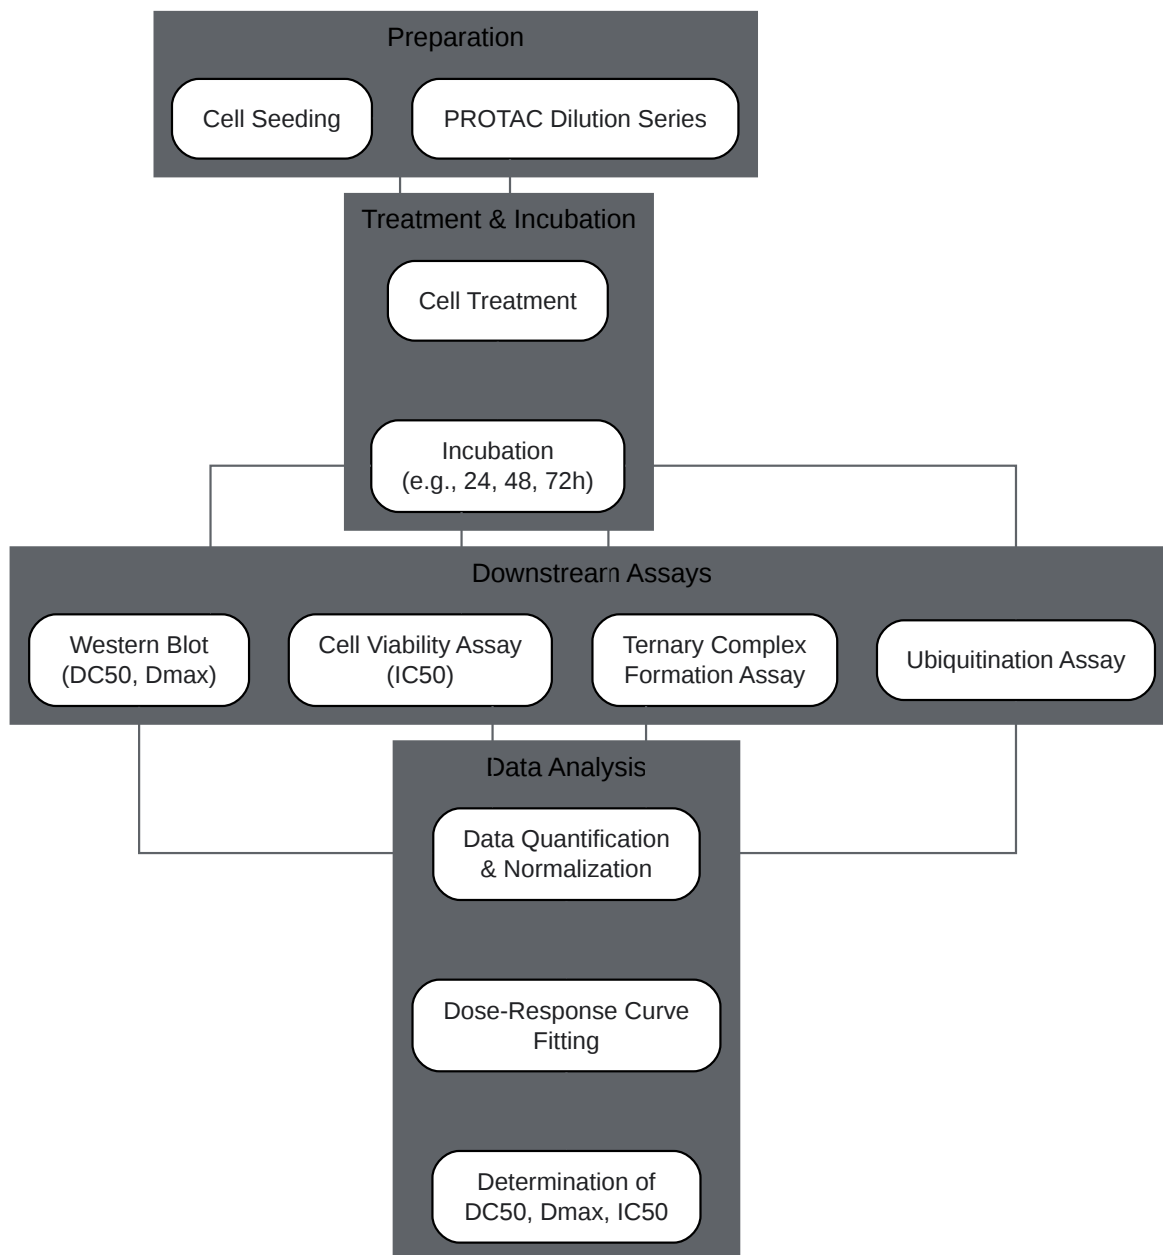 Preparation
Cell Seeding
PROTAC Dilution Series
Treatment & Incubation
Cell Treatment
Incubation
(e.g., 24, 48, 72h)
Downstream Assays
Western Blot
(DC50, Dmax)
Cell Viability Assay
(IC50)
Ternary Complex
Formation Assay
Ubiquitination Assay
Data Analysis
Data Quantification
& Normalization
Dose-Response Curve
Fitting
Determination of
DC50, Dmax, IC50